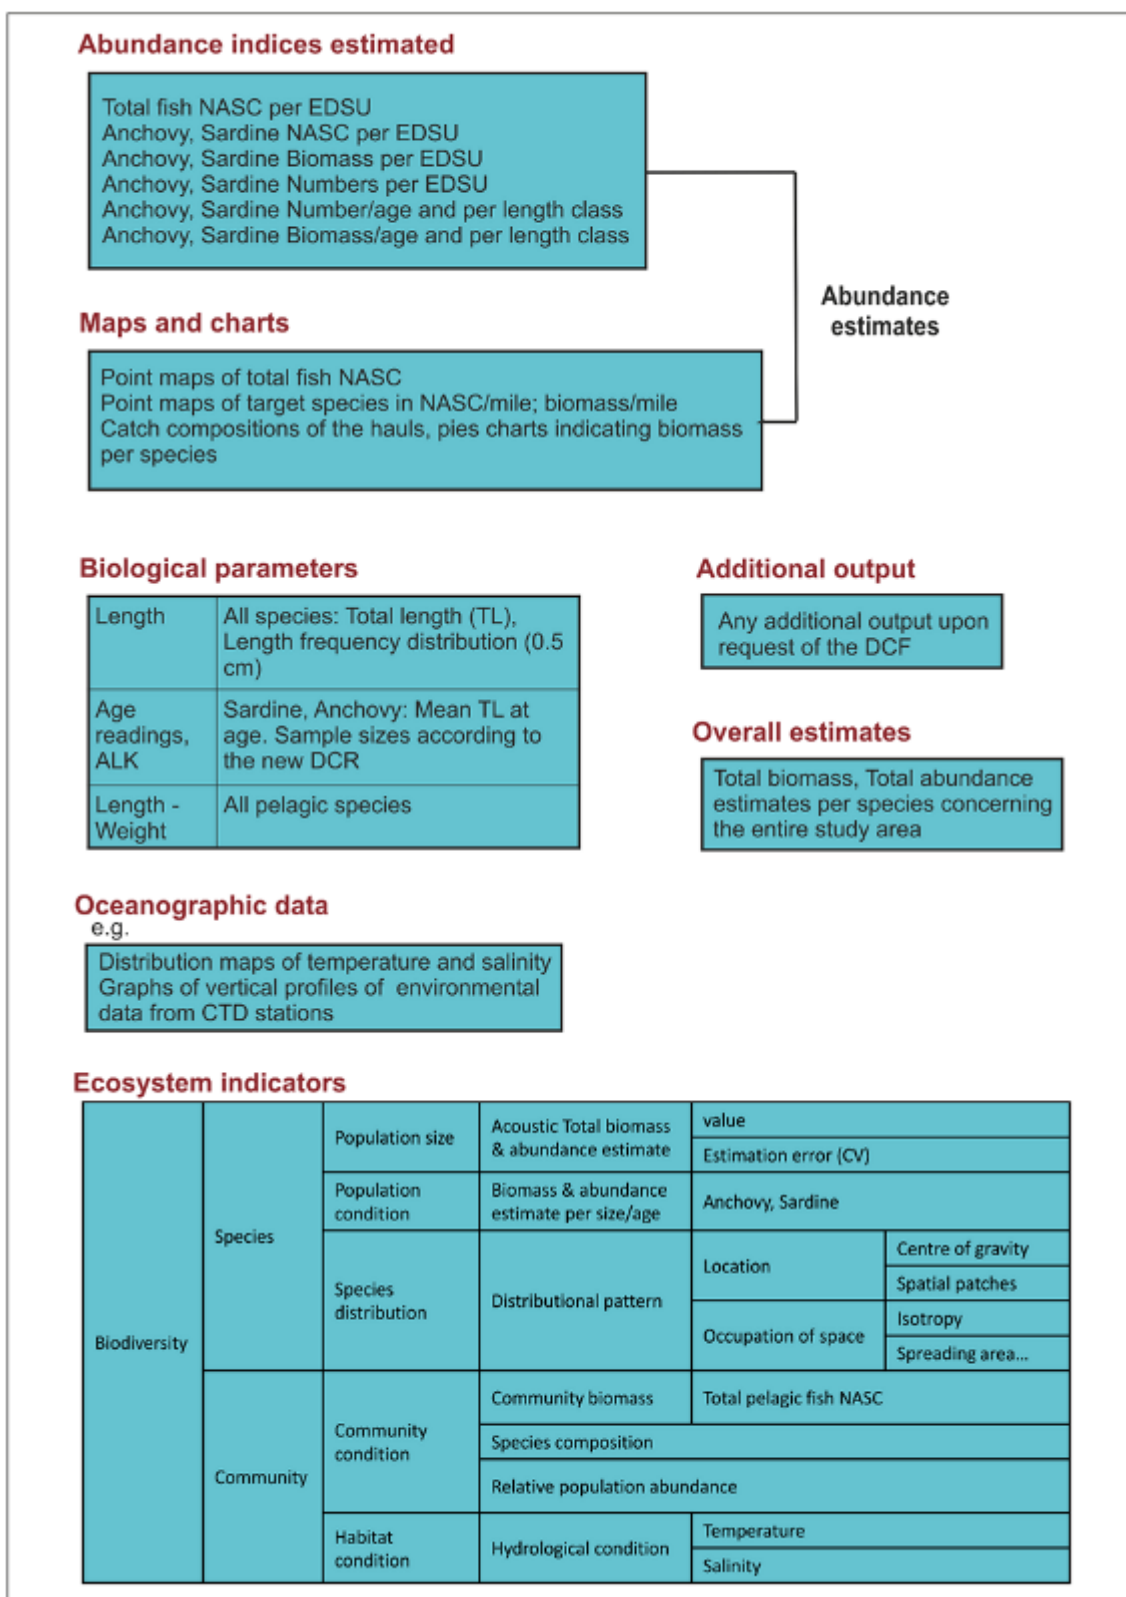 Abundance indices estimated
Total fish NASC per EDSU
Anchovy, Sardine NASC per EDSU
Anchovy, Sardine Biomass per EDSU
Anchovy, Sardine Numbers per EDSU
Anchovy, Sardine Number/age and per length class
Anchovy, Sardine Biomass/age and per length class
Abundance
estimates
Maps and charts
Point maps of total fish NASC
Point maps of target species in NASC/mile; biomass/mile
Catch compositions of the hauls, pies charts indicating biomass
per species
Biological parameters
Length
All species: Total length (TL),
Length frequency distribution (0.5
cm)
Age
readings,
ALK
Sardine, Anchovy: Mean TL at
age. Sample sizes according to
the new DCR
Length -
Weight
All pelagic species
Additional output
Any additional output upon
request of the DCF
Overall estimates
Total biomass, Total abundance
estimates per species concerning
the entire study area
Oceanographic data
e.g.
Distribution maps of temperature and salinity
Graphs of vertical profiles of environmental
data from CTD stations
Ecosystem indicators
Biodiversity
Species
Population size
Acoustic Total biomass
& abundance estimate
value
Estimation error (CV)
Population
condition
Biomass & abundance
estimate per size/age
Anchovy, Sardine
Species
distribution
Distributional pattern
Location
Centre of gravity
Spatial patches
Occupation of space
Isotropy
Spreading area...
Community
Community
condition
Community biomass
Total pelagic fish NASC
Species composition
Relative population abundance
Habitat
condition
Hydrological condition
Temperature
Salinity